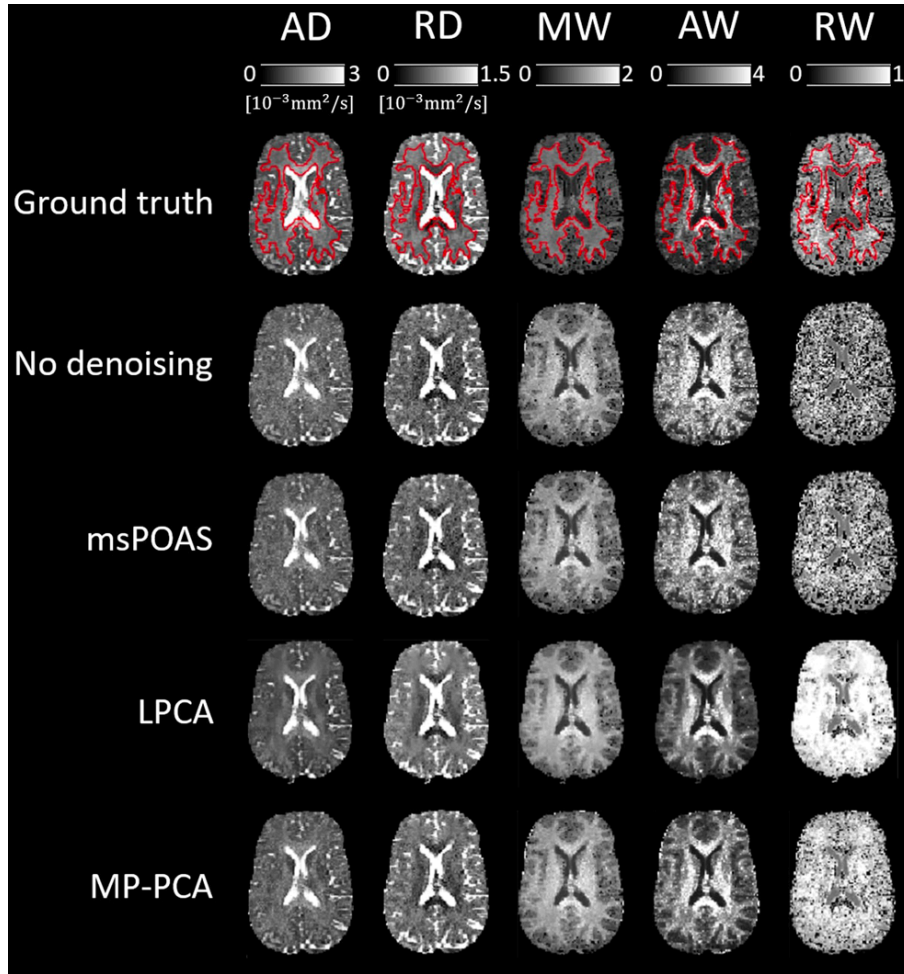 AD RD MW AW RW
0 3 0 1.5 0 2 0 4 0 1
[10⁻³mm²/s] [10⁻³mm²/s]
Ground truth
No denoising
msPOAS
LPCA
MP-PCA